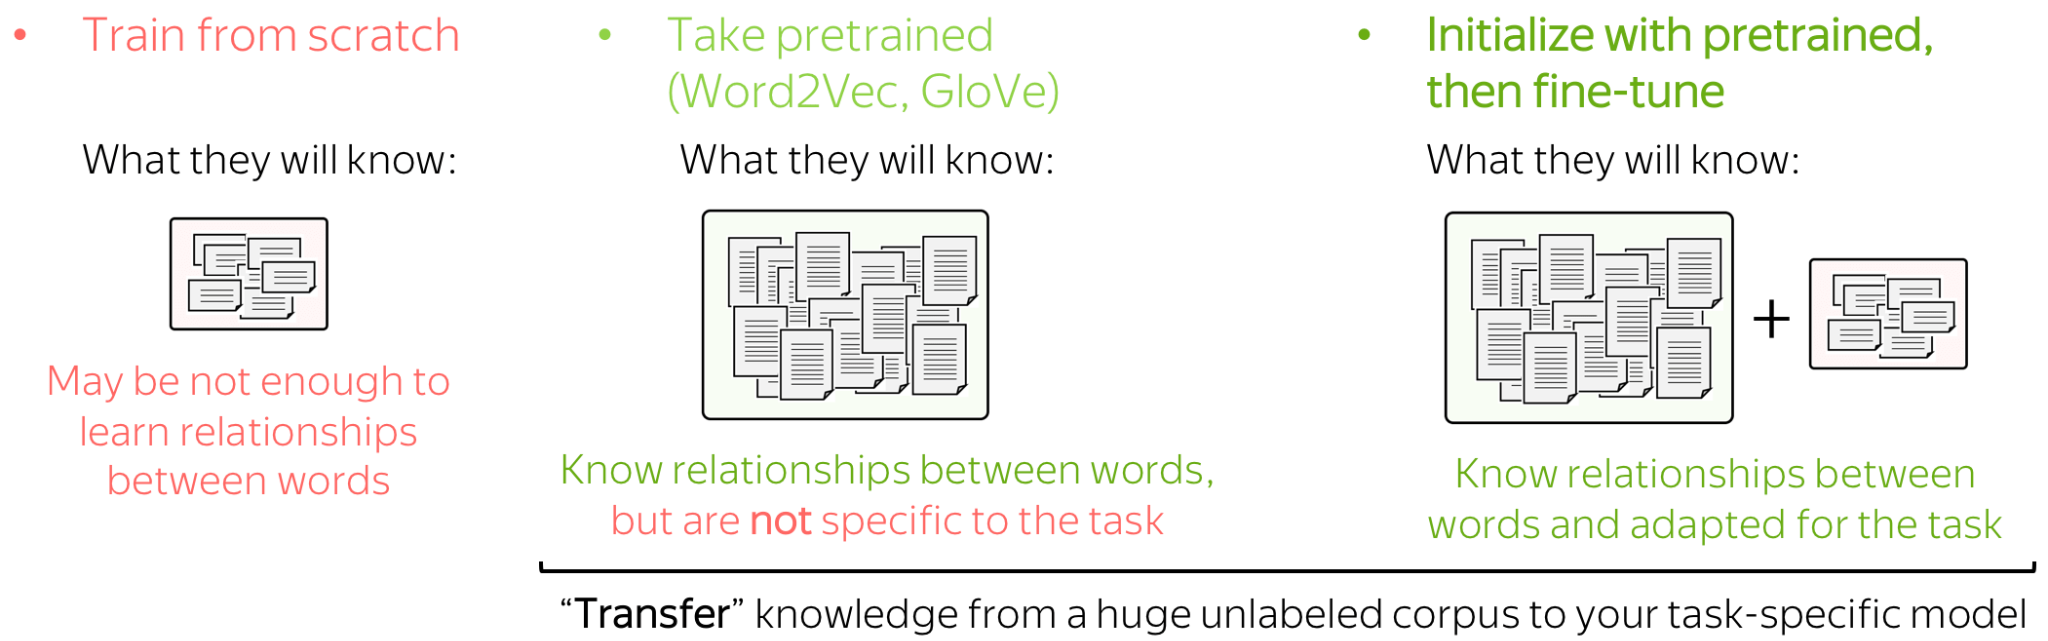 • Train from scratch
What they will know:
May be not enough to
learn relationships
between words
• Take pretrained
(Word2Vec, GloVe)
What they will know:
Know relationships between words,
but are not specific to the task
• Initialize with pretrained,
then fine-tune
What they will know:
+
Know relationships between
words and adapted for the task
“Transfer” knowledge from a huge unlabeled corpus to your task-specific model